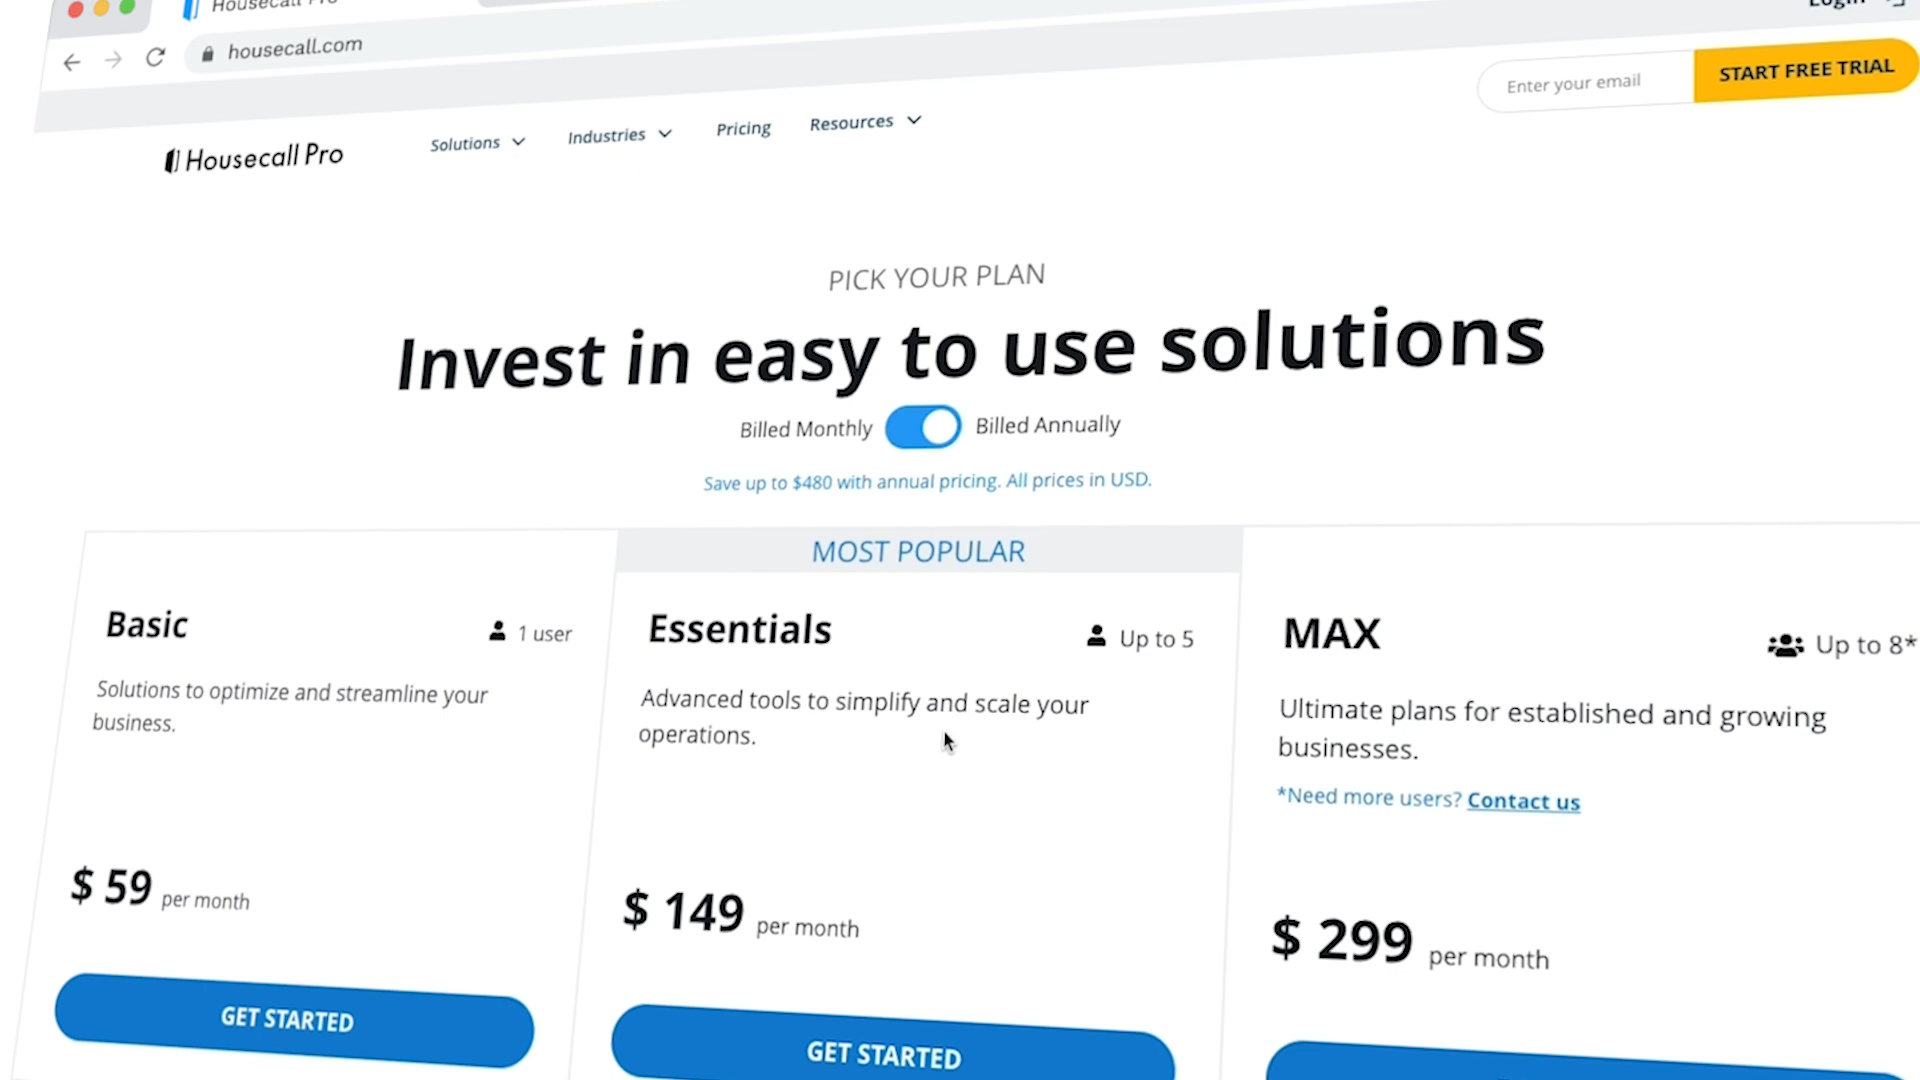 Housecall Pro
housecall.com
Login
Enter your email
START FREE TRIAL
Housecall Pro
Solutions
Industries
Pricing
Resources
PICK YOUR PLAN
Invest in easy to use solutions
Billed Monthly
Billed Annually
Save up to $480 with annual pricing. All prices in USD.
MOST POPULAR
Basic
1 user
Solutions to optimize and streamline your
business.
$ 59 per month
GET STARTED
Essentials
Up to 5
Advanced tools to simplify and scale your
operations.
$ 149 per month
GET STARTED
MAX
Up to 8*
Ultimate plans for established and growing
businesses.
*Need more users? Contact us
$ 299 per month